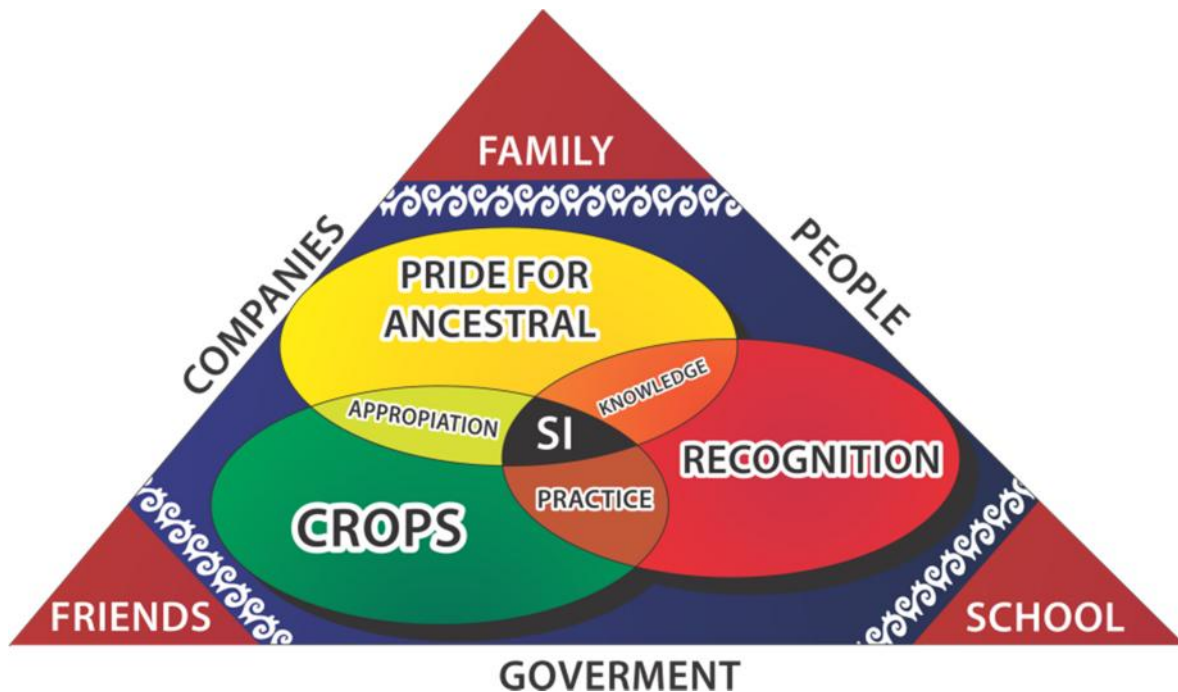 FAMILY
COMPANIES
PEOPLE
PRIDE FOR
ANCESTRAL
KNOWLEDGE
APPROPIATION
SI
RECOGNITION
PRACTICE
CROPS
FRIENDS
SCHOOL
GOVERMENT